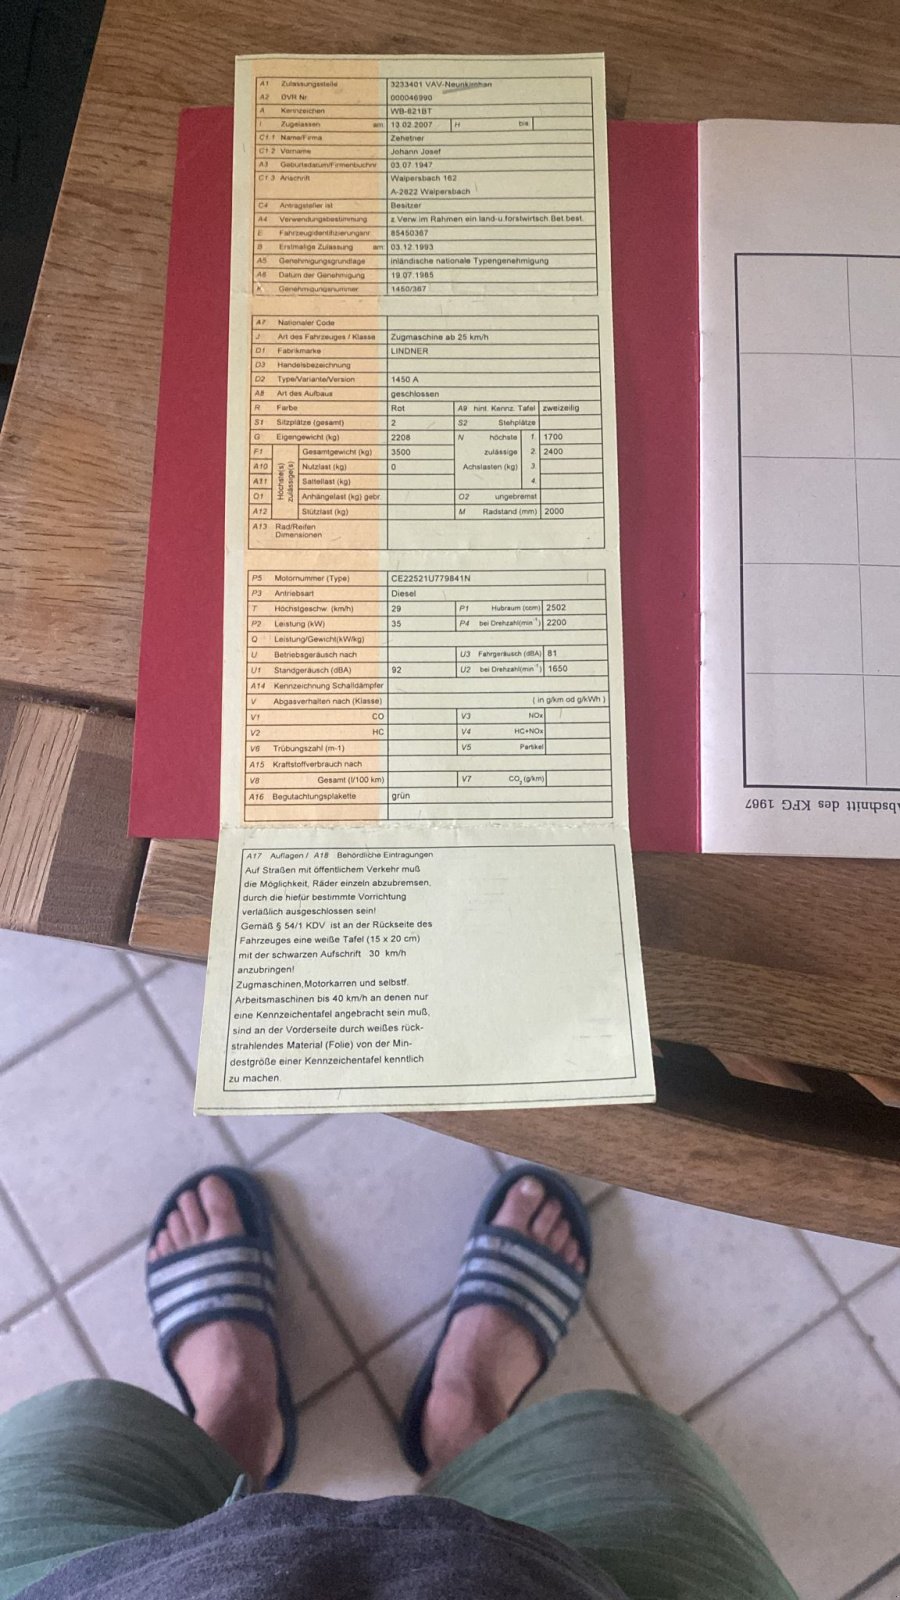 A1 Zulassungsstelle 3233401 VAV-Neunkirchen
A2 DVR Nr 000046990
A Kennzeichen WB-821BT
I Zugelassen am 13.02.2007 H bis
C1.1 Name/Firma Zehetner
C1.2 Vorname Johann Josef
A3 Geburtsdatum/Firmenbuchnr 03.07.1947
C1.3 Anschrift Walpersbach 162
A-2822 Walpersbach
C4 Antragsteller ist Besitzer
A4 Verwendungsbestimmung z.Verw.im Rahmen ein.land-u.forstwirtsch.Bet.best.
E Fahrzeugidentifizierungsnr. 85450367
B Erstmalige Zulassung am 03.12.1993
A5 Genehmigungsgrundlage inländische nationale Typengenehmigung
A6 Datum der Genehmigung 19.07.1985
K Genehmigungsnummer 1450/367
A7 Nationaler Code
J Art des Fahrzeuges / Klasse Zugmaschine ab 25 km/h
D1 Fabrikmarke LINDNER
D3 Handelsbezeichnung
D2 Type/Variante/Version 1450 A
A8 Art des Aufbaus geschlossen
R Farbe Rot A9 hint. Kennz. Tafel zweizeilig
S1 Sitzplätze (gesamt) 2 S2 Stehplätze
G Eigengewicht (kg) 2208 N höchste 1. 1700
F1 Höchste(s) zulässige(s) Gesamtgewicht (kg) 3500 zulässige 2. 2400
A10 Nutzlast (kg) 0 Achslasten (kg) 3.
A11 Sattellast (kg) 4.
O1 Anhängelast (kg) gebr. O2 ungebremst
A12 Stützlast (kg) M Radstand (mm) 2000
A13 Rad/Reifen
Dimensionen
P5 Motornummer (Type) CE22521U779841N
P3 Antriebsart Diesel
T Höchstgeschw. (km/h) 29 P1 Hubraum (ccm) 2502
P2 Leistung (kW) 35 P4 bei Drehzahl(min⁻¹) 2200
Q Leistung/Gewicht(kW/kg)
U Betriebsgeräusch nach U3 Fahrgeräusch (dBA) 81
U1 Standgeräusch (dBA) 92 U2 bei Drehzahl(min⁻¹) 1650
A14 Kennzeichnung Schalldämpfer
V Abgasverhalten nach (Klasse) ( in g/km od g/kWh )
V1 CO V3 NOx
V2 HC V4 HC+NOx
V6 Trübungszahl (m-1) V5 Partikel
A15 Kraftstoffverbrauch nach
V8 Gesamt (l/100 km) V7 CO₂ (g/km)
A16 Begutachtungsplakette grün
A17 Auflagen / A18 Behördliche Eintragungen
Auf Straßen mit öffentlichem Verkehr muß
die Möglichkeit, Räder einzeln abzubremsen,
durch die hiefür bestimmte Vorrichtung
verläßlich ausgeschlossen sein!
Gemäß § 54/1 KDV ist an der Rückseite des
Fahrzeuges eine weiße Tafel (15 x 20 cm)
mit der schwarzen Aufschrift 30 km/h
anzubringen!
Zugmaschinen,Motorkarren und selbstf.
Arbeitsmaschinen bis 40 km/h an denen nur
eine Kennzeichentafel angebracht sein muß,
sind an der Vorderseite durch weißes rück-
strahlendes Material (Folie) von der Min-
destgröße einer Kennzeichentafel kenntlich
zu machen.
bschnitt des KFG 1967